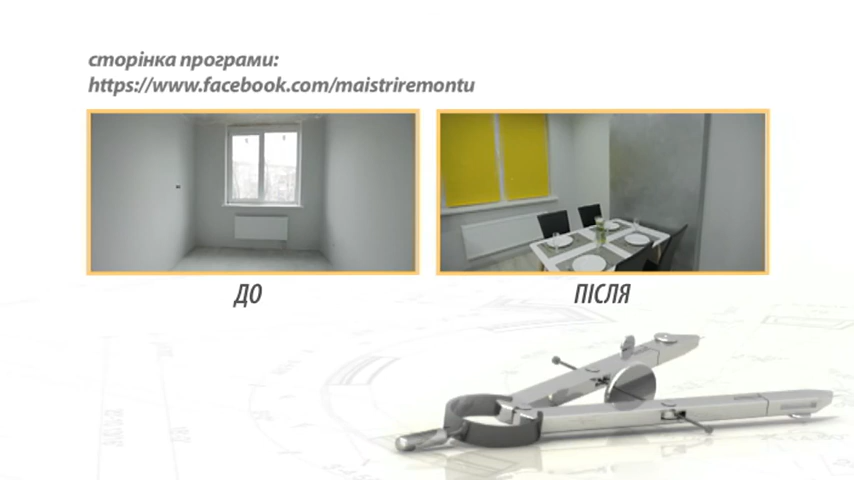 сторінка програми:
https://www.facebook.com/maistriremontu
ДО
ПІСЛЯ